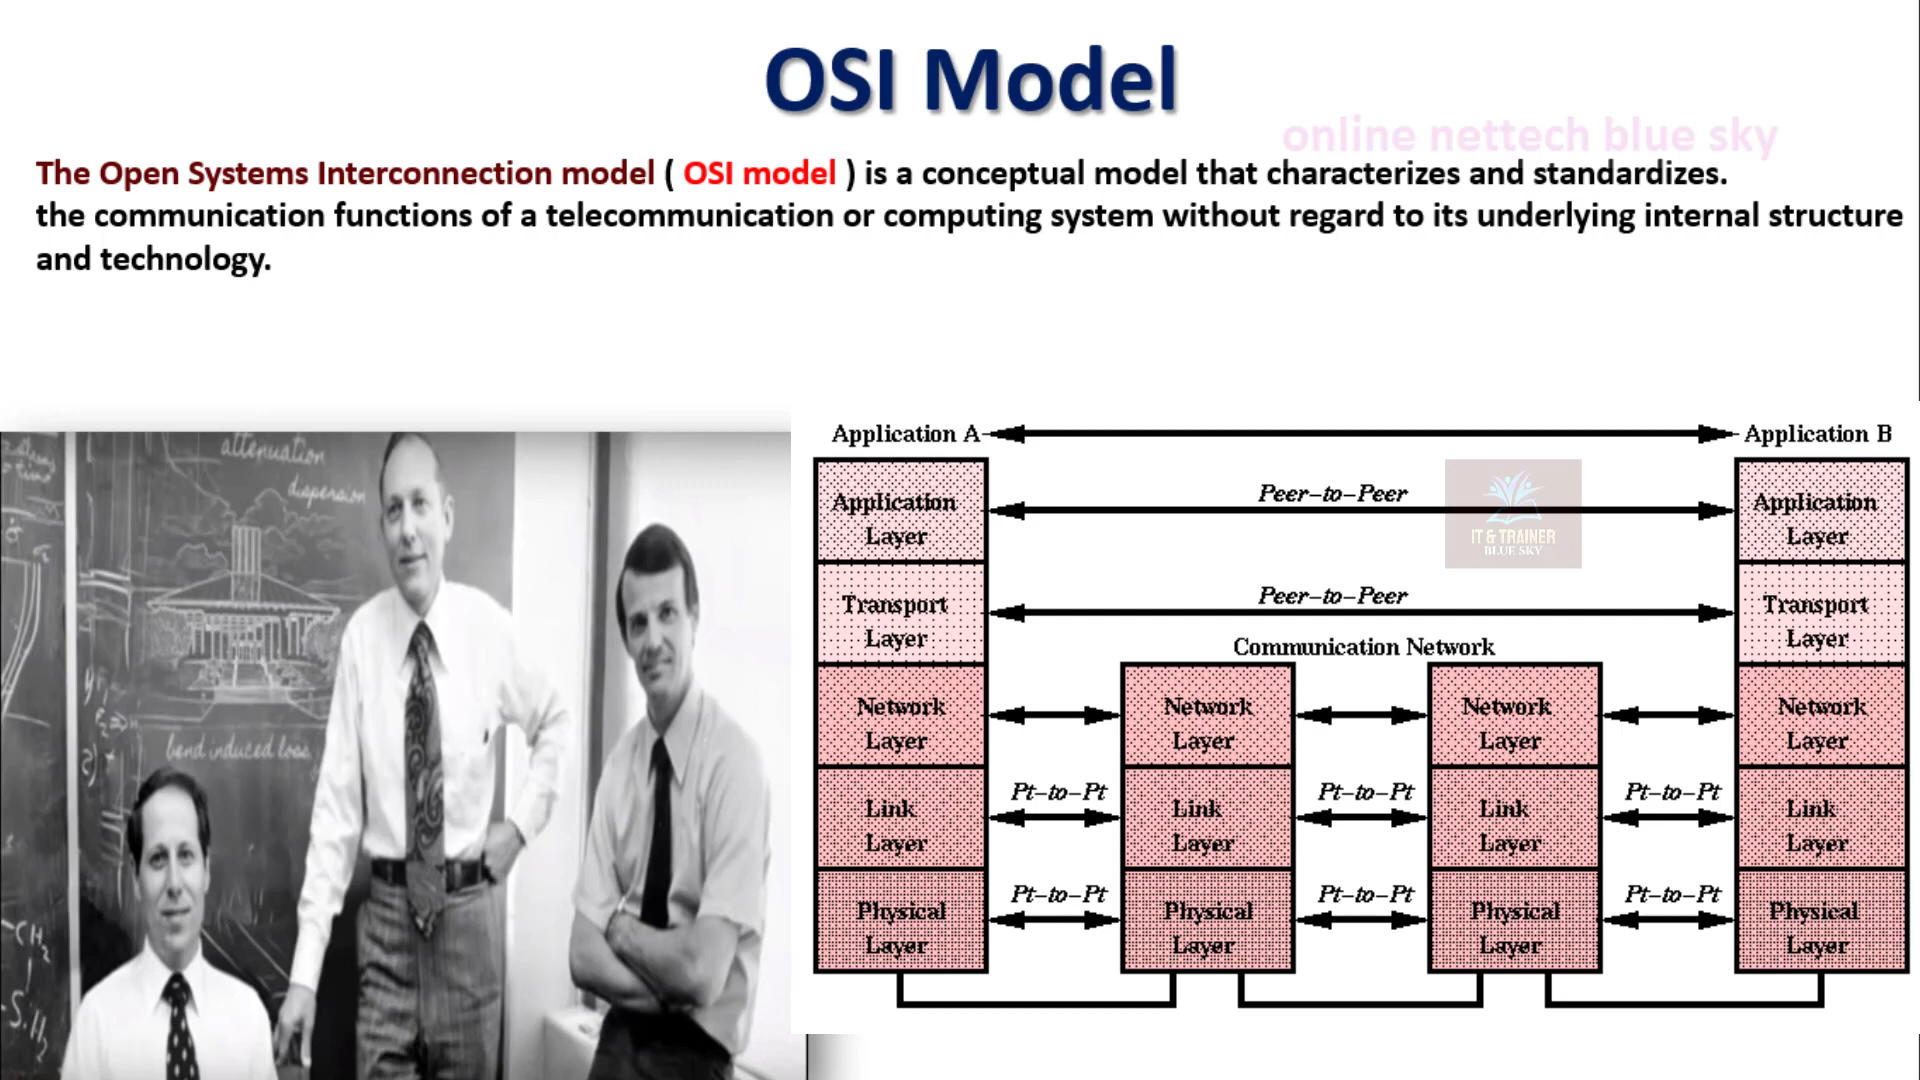 OSI Model
online nettech blue sky
The Open Systems Interconnection model ( OSI model ) is a conceptual model that characterizes and standardizes.
the communication functions of a telecommunication or computing system without regard to its underlying internal structure
and technology.
attenuation
dispersion
bend induced loss
Application A
Application B
Application
Layer
Peer-to-Peer
IT & TRAINER
BLUE SKY
Application
Layer
Transport
Layer
Peer-to-Peer
Transport
Layer
Communication Network
Network
Layer
Network
Layer
Network
Layer
Network
Layer
Link
Layer
Pt-to-Pt
Link
Layer
Pt-to-Pt
Link
Layer
Pt-to-Pt
Link
Layer
Physical
Layer
Pt-to-Pt
Physical
Layer
Pt-to-Pt
Physical
Layer
Pt-to-Pt
Physical
Layer